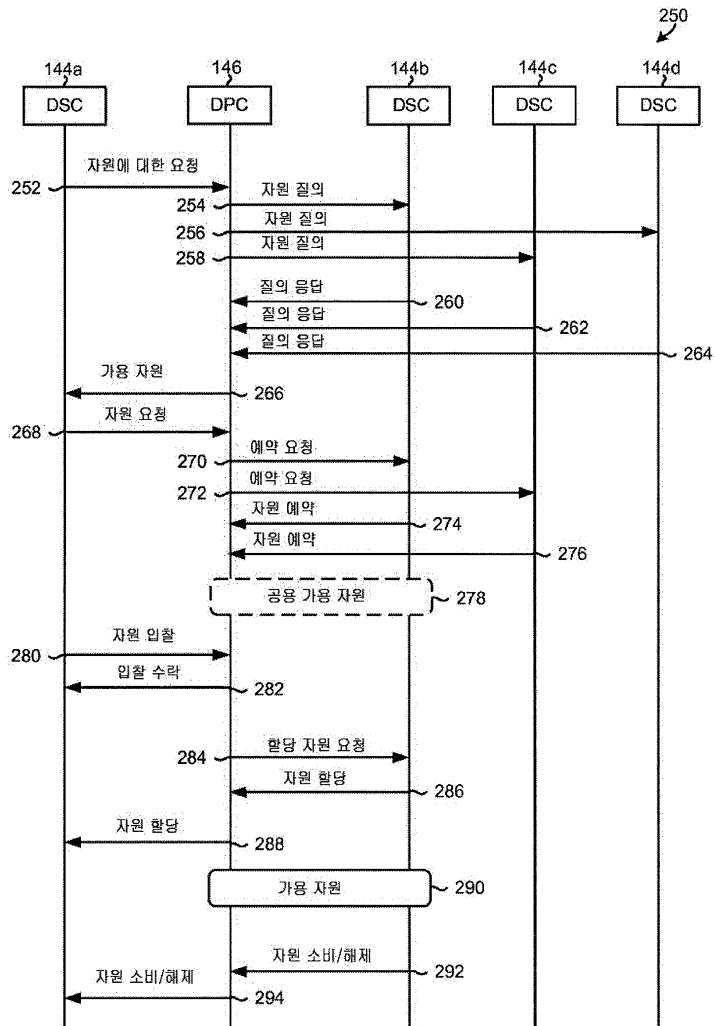 250
144a
146
144b
144c
144d
DSC
DPC
DSC
DSC
DSC
자원에 대한 요청
252
자원 질의
254
자원 질의
256
자원 질의
258
질의 응답
260
질의 응답
262
질의 응답
264
가용 자원
266
자원 요청
268
예약 요청
270
예약 요청
272
자원 예약
274
자원 예약
276
공용 가용 자원
278
자원 입찰
280
입찰 수락
282
할당 자원 요청
284
자원 할당
286
자원 할당
288
가용 자원
290
자원 소비/해제
292
자원 소비/해제
294